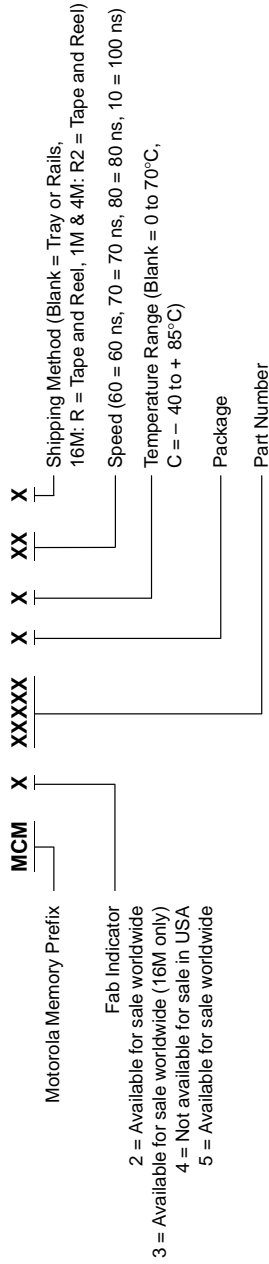 MCM X XXXXX X X XX X
Motorola Memory Prefix
Fab Indicator
2 = Available for sale worldwide
3 = Available for sale worldwide (16M only)
4 = Not available for sale in USA
5 = Available for sale worldwide
Shipping Method (Blank = Tray or Rails,
16M: R = Tape and Reel, 1M & 4M: R2 = Tape and Reel)
Speed (60 = 60 ns, 70 = 70 ns, 80 = 80 ns, 10 = 100 ns)
Temperature Range (Blank = 0 to 70°C,
C = – 40 to + 85°C)
Package
Part Number